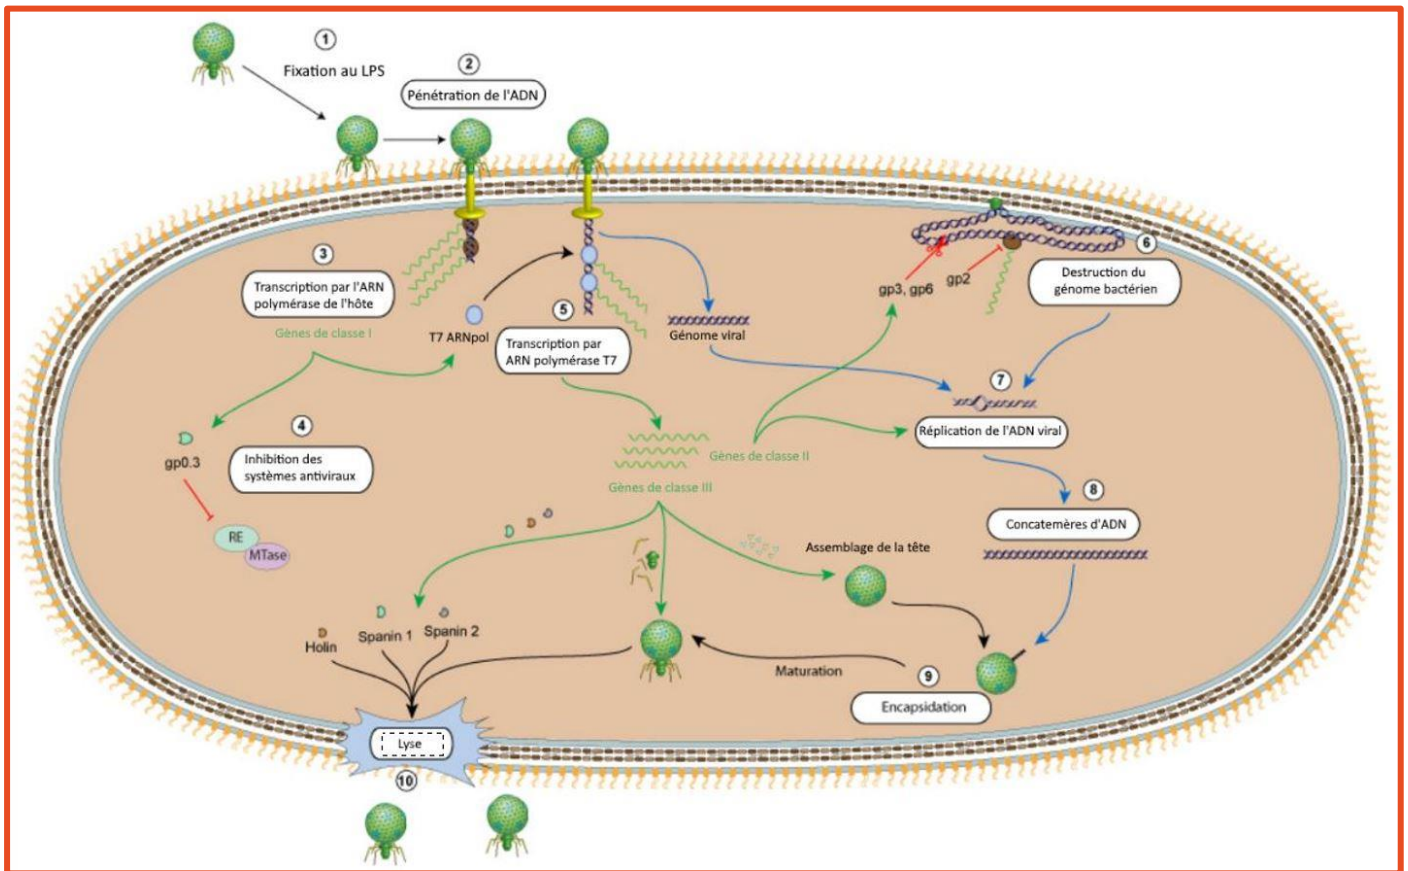 1
Fixation au LPS
2
Pénétration de l'ADN
3
Transcription par l'ARN
polymérase de l'hôte
Gènes de classe I
T7 ARNpol
5
Transcription par
ARN polymérase T7
Génome viral
gp3, gp6
gp2
6
Destruction du
génome bactérien
7
Réplication de l'ADN viral
4
Inhibition des
systèmes antiviraux
gp0.3
RE
MTase
Gènes de classe II
Gènes de classe III
8
Concatemères d'ADN
Assemblage de la tête
Holin
Spanin 1
Spanin 2
Maturation
9
Encapsidation
Lyse
10